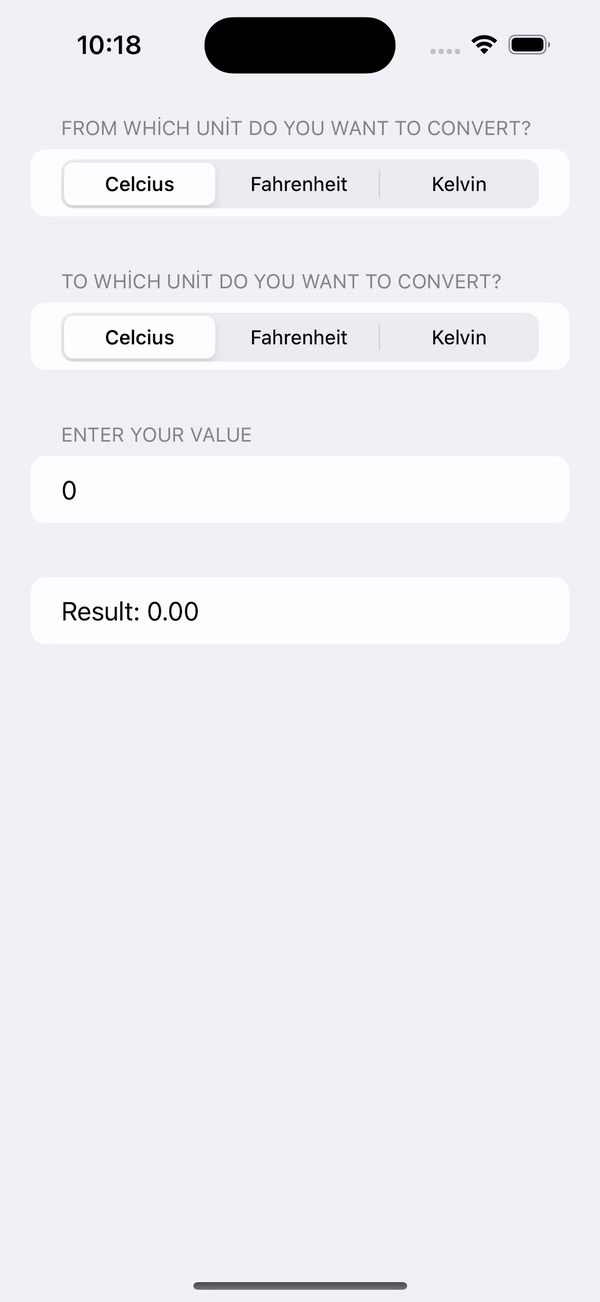 10:18
FROM WHİCH UNİT DO YOU WANT TO CONVERT?
Celcius Fahrenheit Kelvin
TO WHİCH UNİT DO YOU WANT TO CONVERT?
Celcius Fahrenheit Kelvin
ENTER YOUR VALUE
0
Result: 0.00